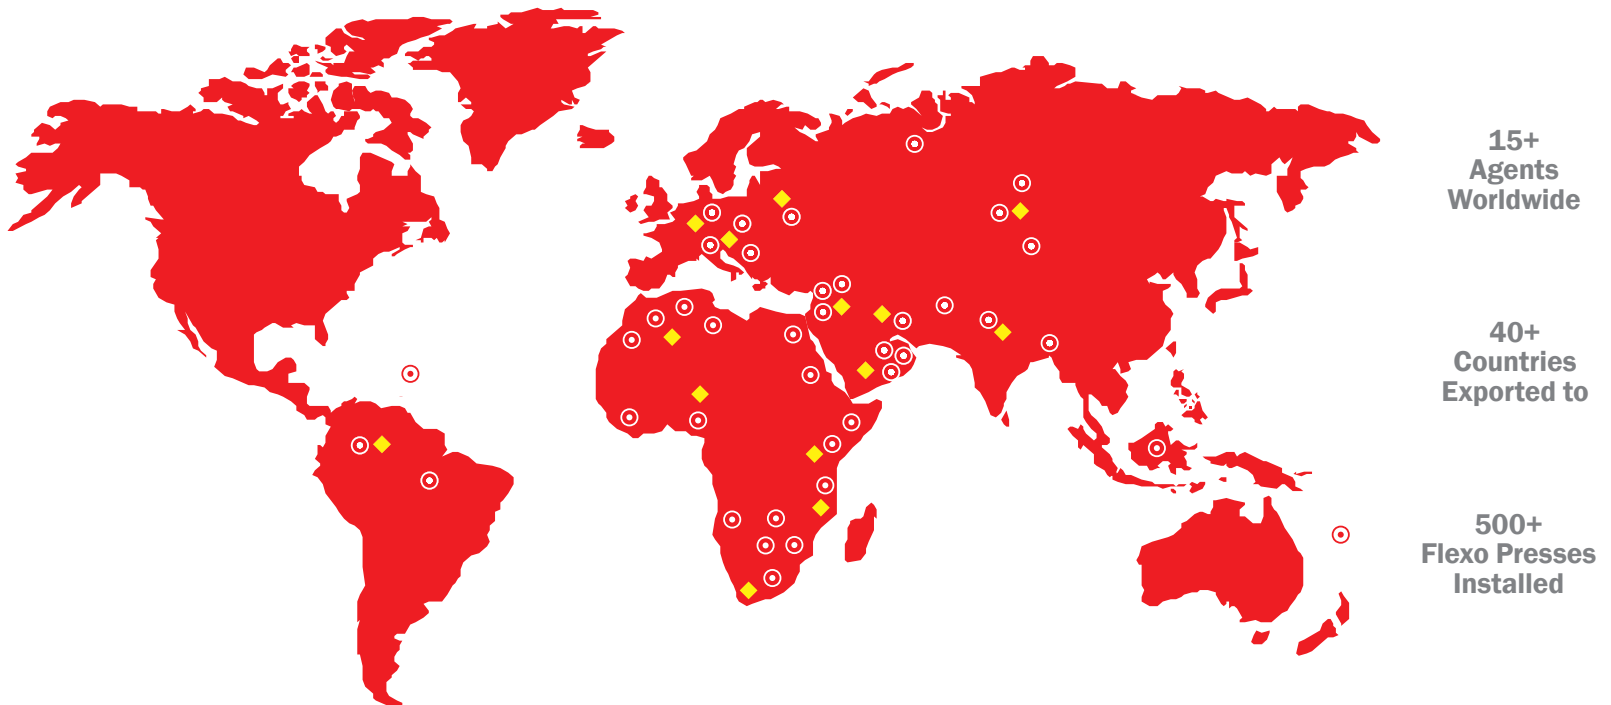 15+
Agents
Worldwide
40+
Countries
Exported to
500+
Flexo Presses
Installed